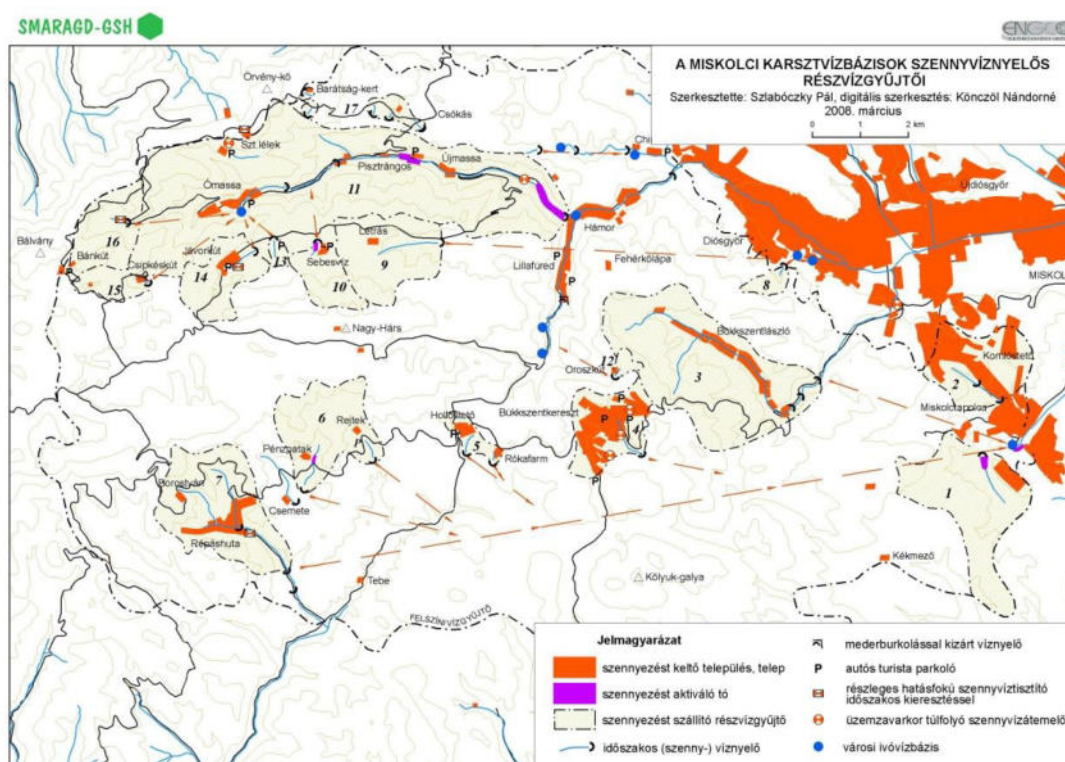 SMARAGD-GSH
A MISKOLCI KARSZTVÍZBÁZISOK SZENNYVÍZNYELŐS
RÉSZVÍZGYŰJTŐI
Szerkesztette: Szlabóczky Pál, digitális szerkesztés: Könczöl Nándorné
2008. március
0 1 2 km
Örvény-kő
Barátság-kert
17
Csókás
Szt.lélek
P
Pisztrángos
P
Újmassa
Ómassa
P
11
Újdiósgyőr
Hámor
Diósgyőr
Bálvány
16
Bánkút
P
Csipkéskút
Jávorkút
P
P
13
Sebesvíz
Létrás
9
P
Lillafüred
P
Fehérkőlápa
14
15
10
8
MISKOL
Nagy-Hárs
12
Oroszkút
Bükkszentlászló
3
Komlóstető
2
Miskolctapolca
6
Rejtek
Hollóstető
P
5
Rókafarm
Bükkszentkereszt
P
P
4
P
Pénzpatak
Borostyán
7
Csemete
Répáshuta
1
Tebe
Kőlyuk-galya
Kékmező
FELSZÍNI VÍZGYŰJTŐ
Jelmagyarázat
szennyezést keltő település, telep
szennyezést aktiváló tó
szennyezést szállító részvízgyűjtő
időszakos (szenny-) víznyelő
mederburkolással kizárt víznyelő
P autós turista parkoló
részleges hatásfokú szennyvíztisztító
időszakos kieresztéssel
üzemzavarkor túlfolyó szennyvízátemelő
városi ivóvízbázis